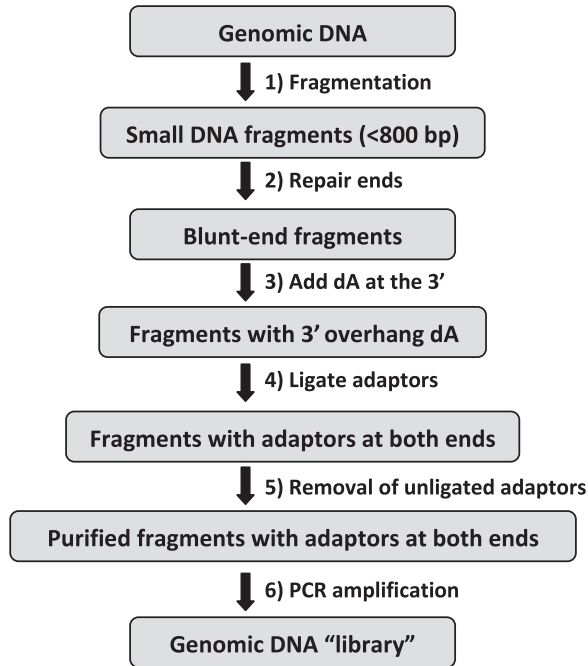 Genomic DNA
1) Fragmentation
Small DNA fragments (<800 bp)
2) Repair ends
Blunt-end fragments
3) Add dA at the 3’
Fragments with 3’ overhang dA
4) Ligate adaptors
Fragments with adaptors at both ends
5) Removal of unligated adaptors
Purified fragments with adaptors at both ends
6) PCR amplification
Genomic DNA “library”